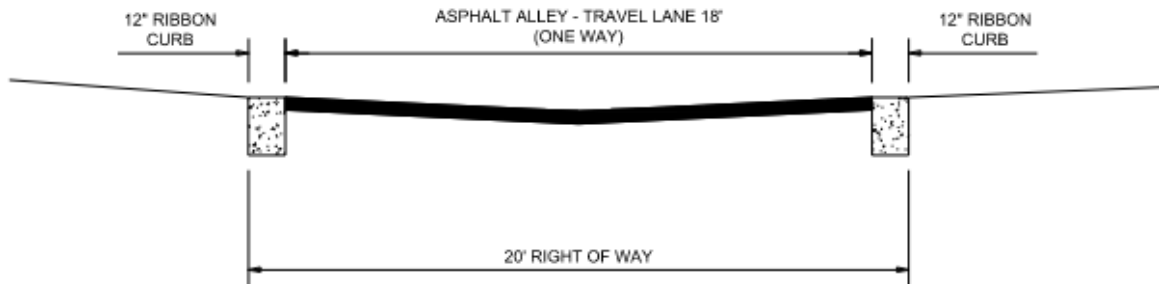 12" RIBBON
CURB
ASPHALT ALLEY - TRAVEL LANE 18'
(ONE WAY)
12" RIBBON
CURB
20' RIGHT OF WAY